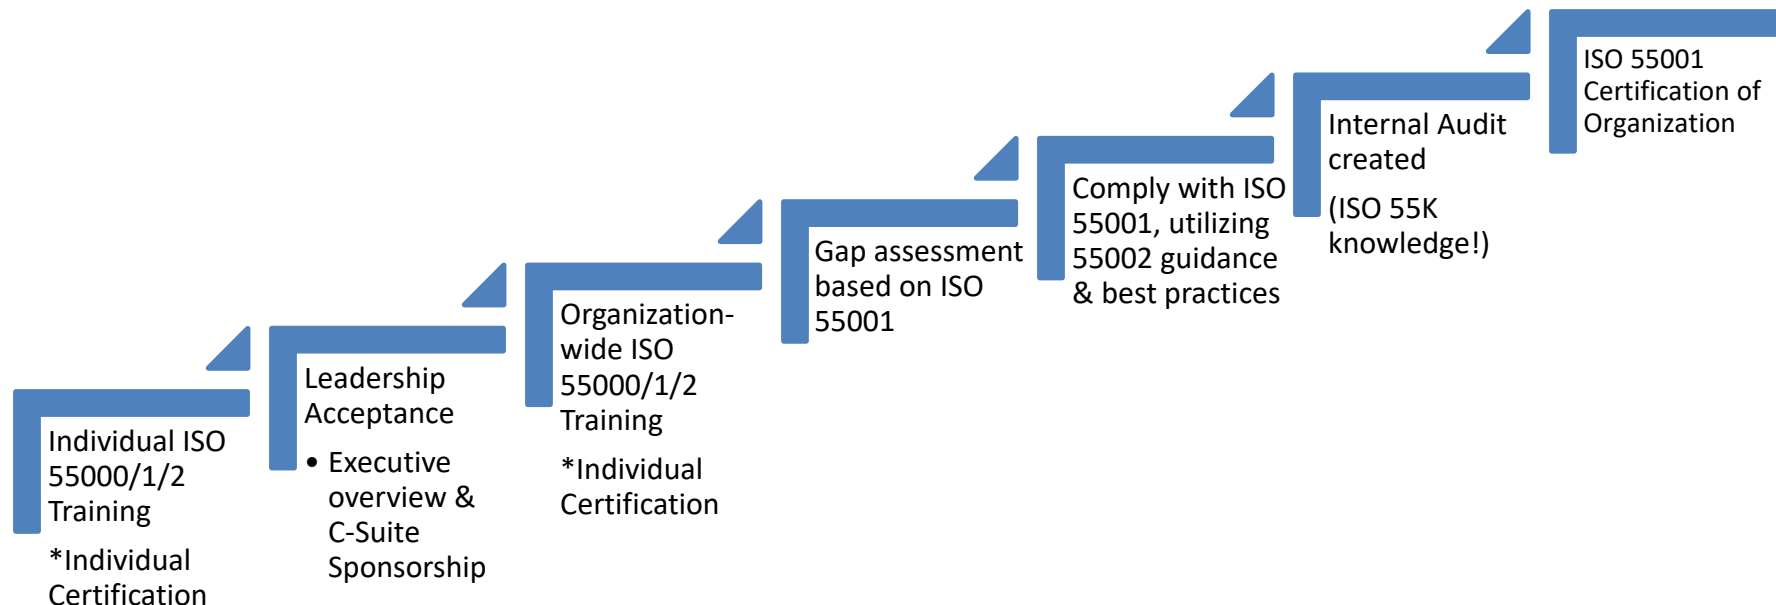 Individual ISO
55000/1/2
Training
*Individual
Certification
Leadership
Acceptance
• Executive
overview &
C-Suite
Sponsorship
Organization-
wide ISO
55000/1/2
Training
*Individual
Certification
Gap assessment
based on ISO
55001
Comply with ISO
55001, utilizing
55002 guidance
& best practices
Internal Audit
created
(ISO 55K
knowledge!)
ISO 55001
Certification of
Organization